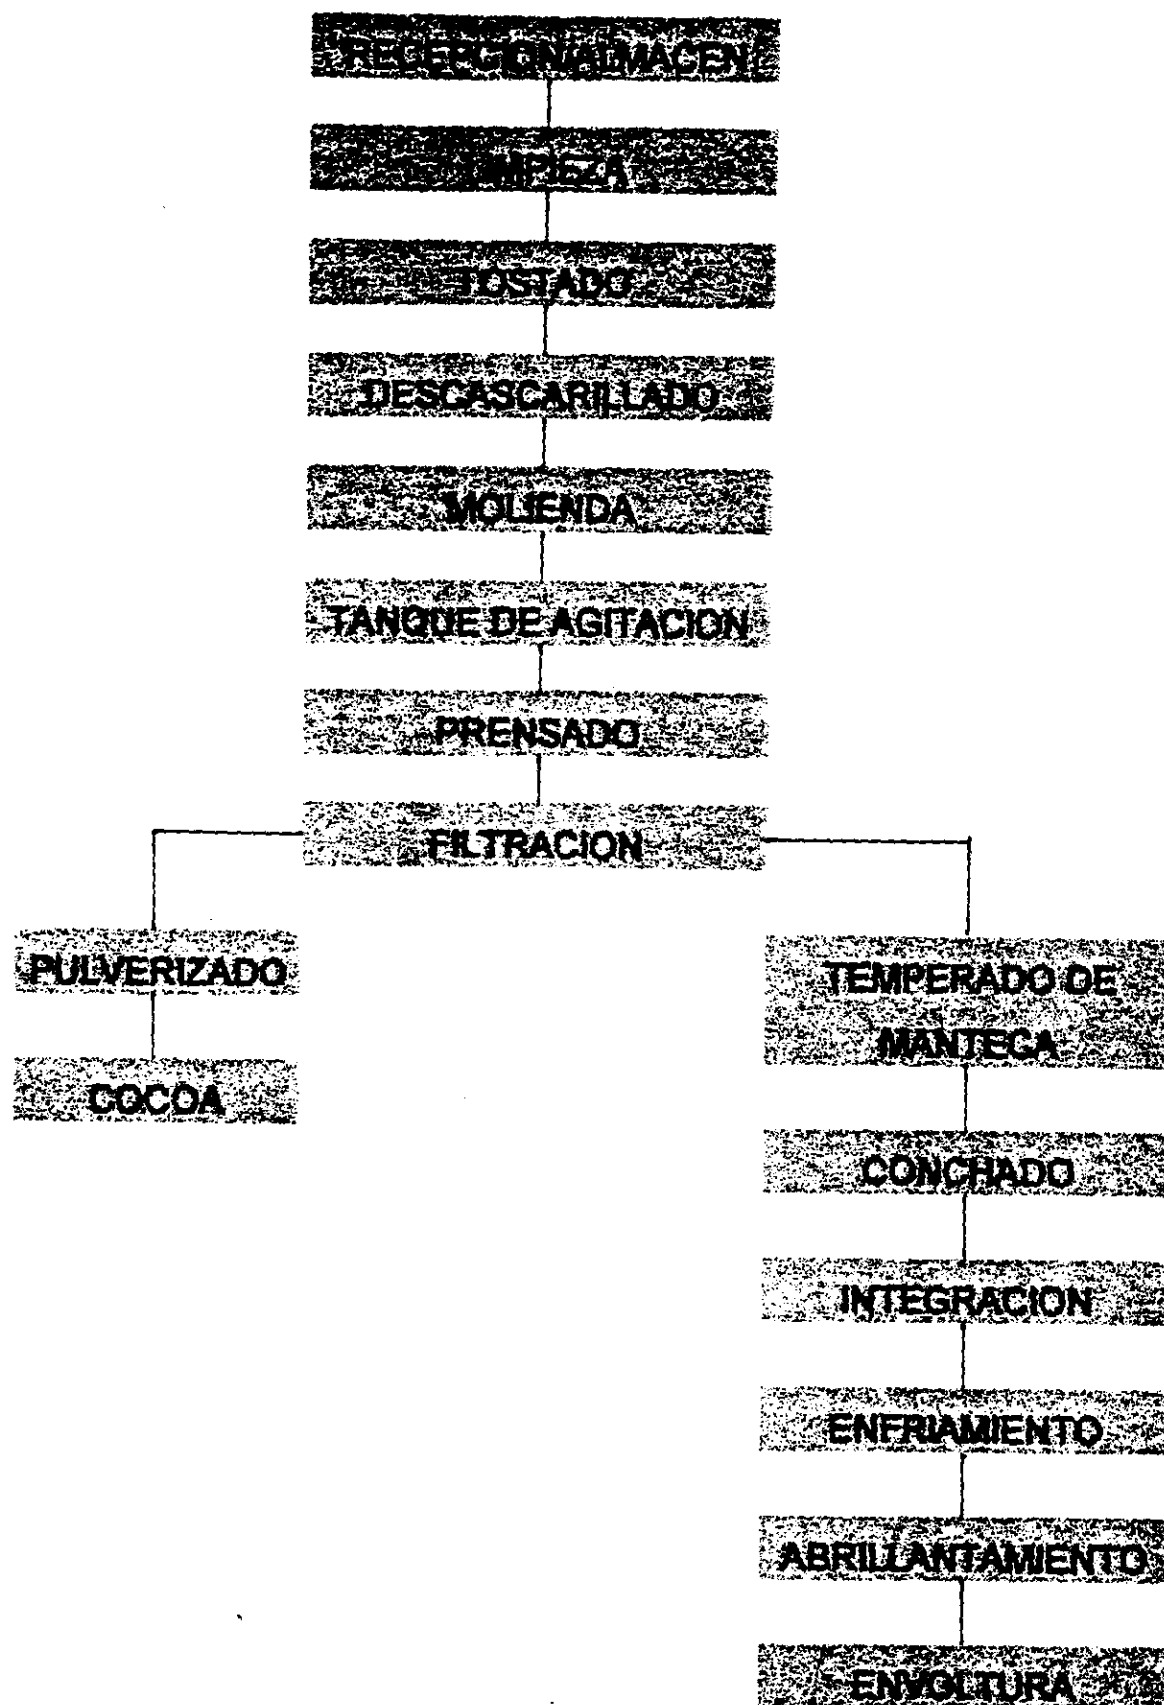 RECEPCION/ALMACEN
LIMPIEZA
TOSTADO
DESCASCARILLADO
MOLIENDA
TANQUE DE AGITACION
PRENSADO
FILTRACION
PULVERIZADO
COCOA
TEMPERADO DE
MANTECA
CONCHADO
INTEGRACION
ENFRIAMIENTO
ABRILLANTAMIENTO
ENVOLTURA